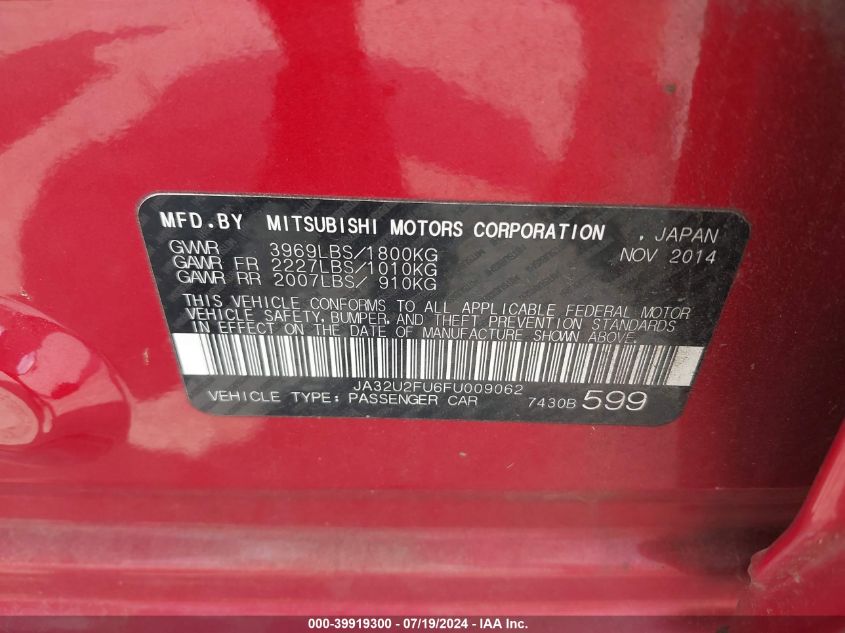 MFD.BY MITSUBISHI MOTORS CORPORATION , JAPAN
GVWR 3969LBS/1800KG NOV 2014
GAWR FR 2227LBS/1010KG
GAWR RR 2007LBS/ 910KG
THIS VEHICLE CONFORMS TO ALL APPLICABLE FEDERAL MOTOR
VEHICLE SAFETY, BUMPER, AND THEFT PREVENTION STANDARDS
IN EFFECT ON THE DATE OF MANUFACTURE SHOWN ABOVE.
JA32U2FU6FU009062
VEHICLE TYPE: PASSENGER CAR 7430B 599
000-39919300 - 07/19/2024 - IAA Inc.